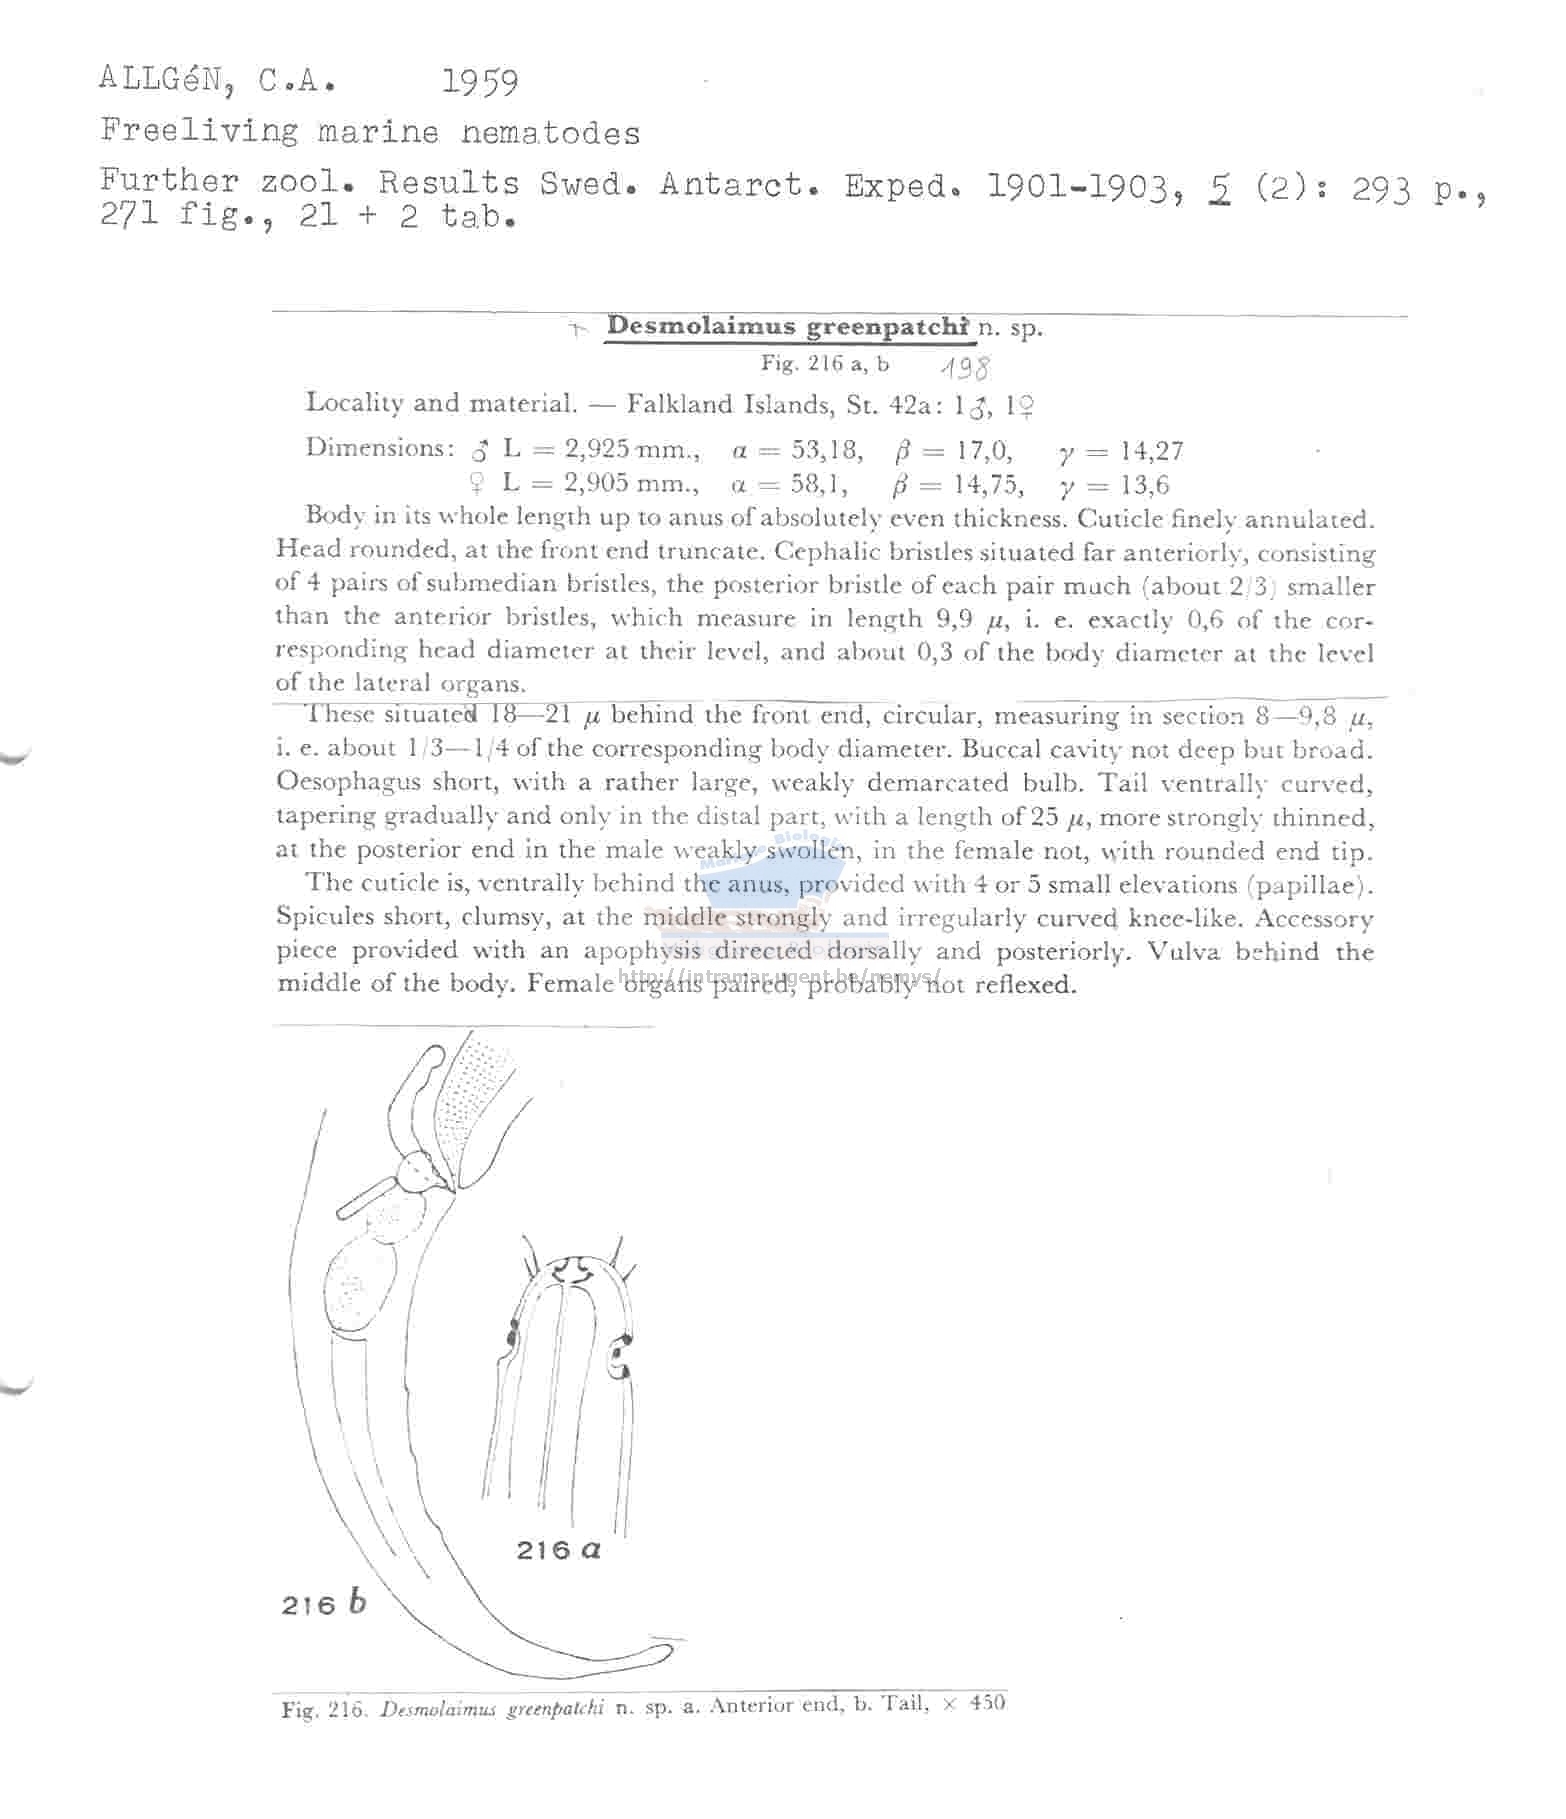 ALLGéN, C.A. 1959
Freeliving marine nematodes
Further zool. Results Swed. Antarct. Exped. 1901-1903, 5 (2): 293 p.,
271 fig., 21 + 2 tab.
Desmolaimus greenpatchi n. sp.
Fig. 216 a, b 198
Locality and material. — Falkland Islands, St. 42a: 1♂, 1♀
Dimensions: ♂ L = 2,925 mm., α = 53,18, β = 17,0, γ = 14,27
♀ L = 2,905 mm., α = 58,1, β = 14,75, γ = 13,6
Body in its whole length up to anus of absolutely even thickness. Cuticle finely annulated.
Head rounded, at the front end truncate. Cephalic bristles situated far anteriorly, consisting
of 4 pairs of submedian bristles, the posterior bristle of each pair much (about 2/3) smaller
than the anterior bristles, which measure in length 9,9 μ, i. e. exactly 0,6 of the cor-
responding head diameter at their level, and about 0,3 of the body diameter at the level
of the lateral organs.
These situated 18—21 μ behind the front end, circular, measuring in section 8—9,8 μ,
i. e. about 1/3—1/4 of the corresponding body diameter. Buccal cavity not deep but broad.
Oesophagus short, with a rather large, weakly demarcated bulb. Tail ventrally curved,
tapering gradually and only in the distal part, with a length of 25 μ, more strongly thinned,
at the posterior end in the male weakly swollen, in the female not, with rounded end tip.
The cuticle is, ventrally behind the anus, provided with 4 or 5 small elevations (papillae).
Spicules short, clumsy, at the middle strongly and irregularly curved knee-like. Accessory
piece provided with an apophysis directed dorsally and posteriorly. Vulva behind the
middle of the body. Female organs paired, probably not reflexed.
http://intramar.ugent.be/nemys/
216 a
216 b
Fig. 216. Desmolaimus greenpatchi n. sp. a. Anterior end, b. Tail, × 450